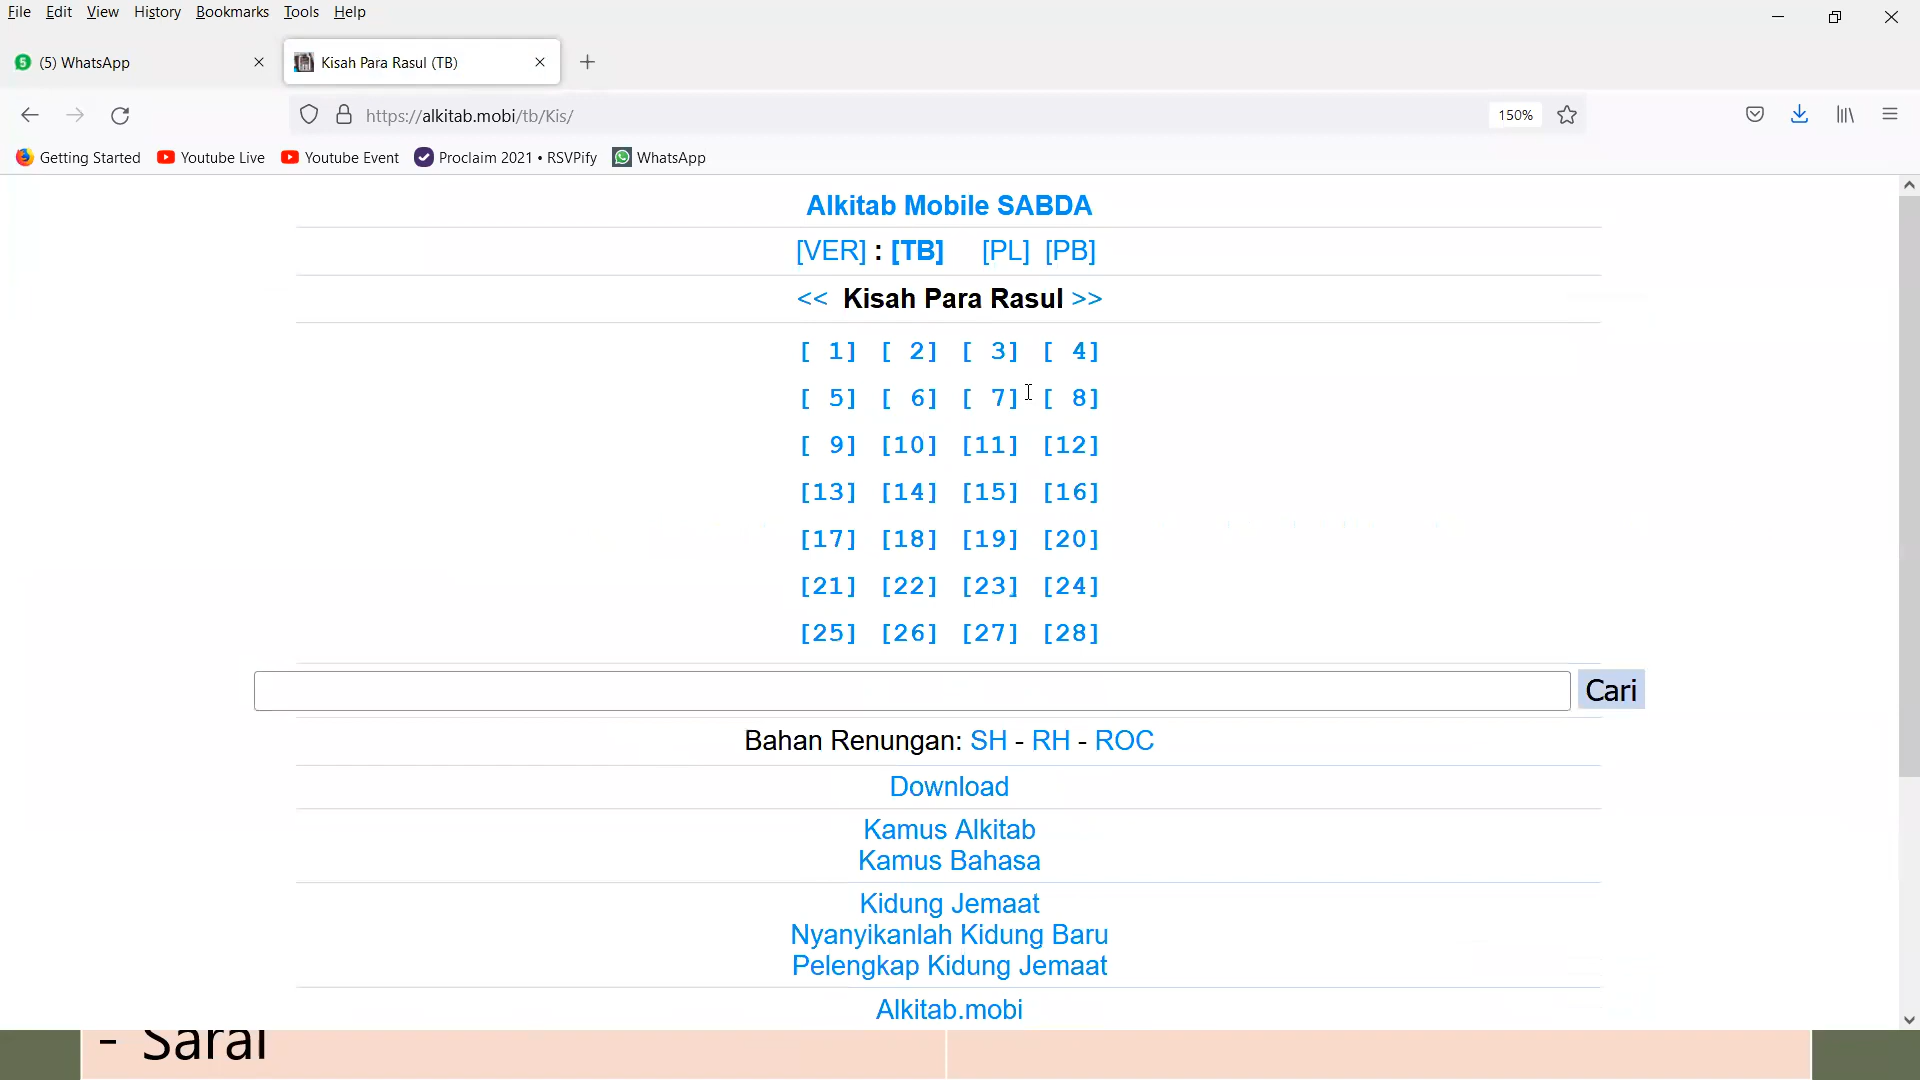 File Edit View History Bookmarks Tools Help
5 (5) WhatsApp
Kisah Para Rasul (TB)
https://alkitab.mobi/tb/Kis/ 150%
Getting Started Youtube Live Youtube Event Proclaim 2021 • RSVPify WhatsApp
Alkitab Mobile SABDA
[VER] : [TB] [PL] [PB]
<< Kisah Para Rasul >>
[ 1] [ 2] [ 3] [ 4]
[ 5] [ 6] [ 7] [ 8]
[ 9] [10] [11] [12]
[13] [14] [15] [16]
[17] [18] [19] [20]
[21] [22] [23] [24]
[25] [26] [27] [28]
Cari
Bahan Renungan: SH - RH - ROC
Download
Kamus Alkitab
Kamus Bahasa
Kidung Jemaat
Nyanyikanlah Kidung Baru
Pelengkap Kidung Jemaat
Alkitab.mobi
- Sarai